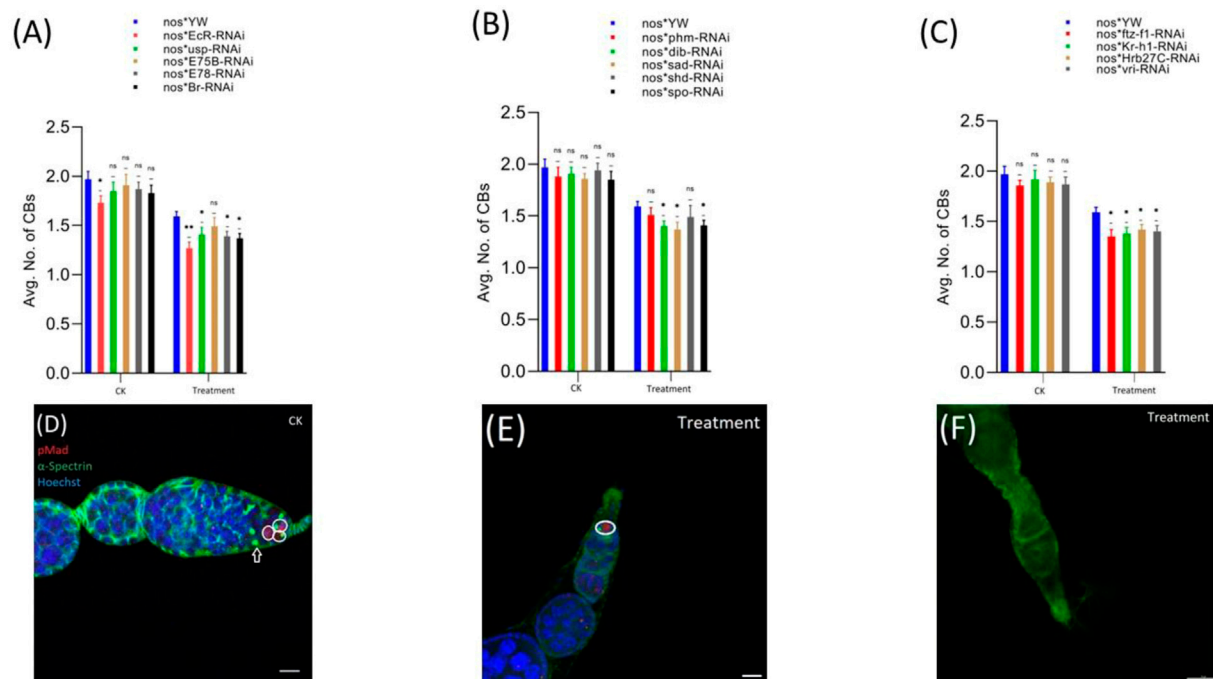 (A)
nos*YW
nos*EcR-RNAi
nos*usp-RNAi
nos*E75B-RNAi
nos*E78-RNAi
nos*Br-RNAi
Avg. No. of CBs
2.5
2.0
1.5
1.0
0.5
0.0
* ns ns ns ns
** * ns * *
CK
Treatment
(B)
nos*YW
nos*phm-RNAi
nos*dib-RNAi
nos*sad-RNAi
nos*shd-RNAi
nos*spo-RNAi
Avg. No. of CBs
2.5
2.0
1.5
1.0
0.5
0.0
ns ns ns ns ns
ns * * ns *
CK
Treatment
(C)
nos*YW
nos*ftz-f1-RNAi
nos*Kr-h1-RNAi
nos*Hrb27C-RNAi
nos*vri-RNAi
Avg. No. of CBs
2.5
2.0
1.5
1.0
0.5
0.0
ns ns ns ns
* * * *
CK
Treatment
(D)
CK
pMad
α-Spectrin
Hoechst
(E)
Treatment
(F)
Treatment